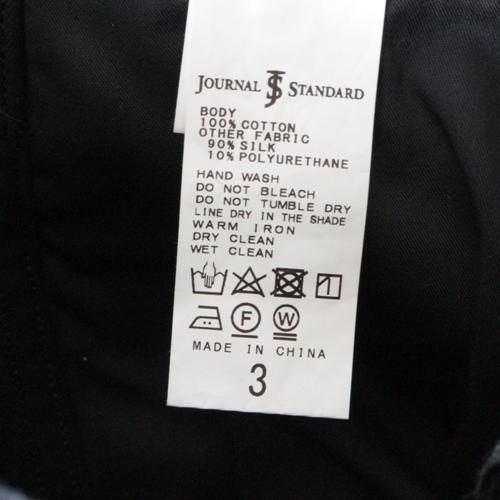 JOURNAL JS STANDARD
BODY
100% COTTON
OTHER FABRIC
90% SILK
10% POLYURETHANE
HAND WASH
DO NOT BLEACH
DO NOT TUMBLE DRY
LINE DRY IN THE SHADE
WARM IRON
DRY CLEAN
WET CLEAN
F W
MADE IN CHINA
3